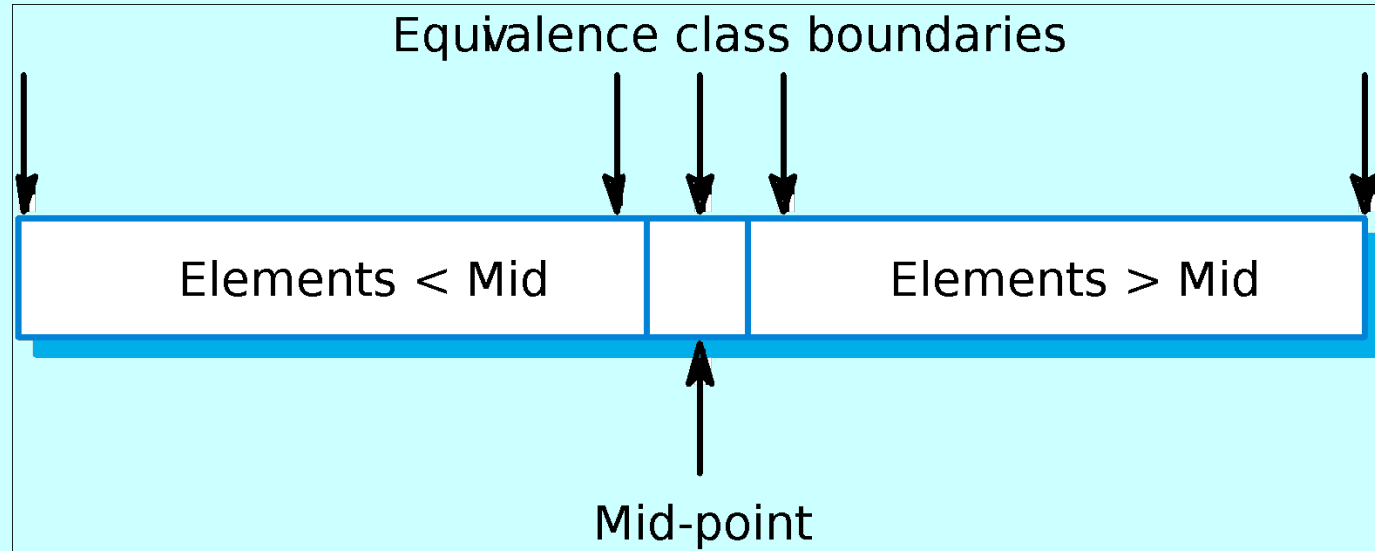 Equivalence class boundaries
Elements < Mid
Elements > Mid
Mid-point